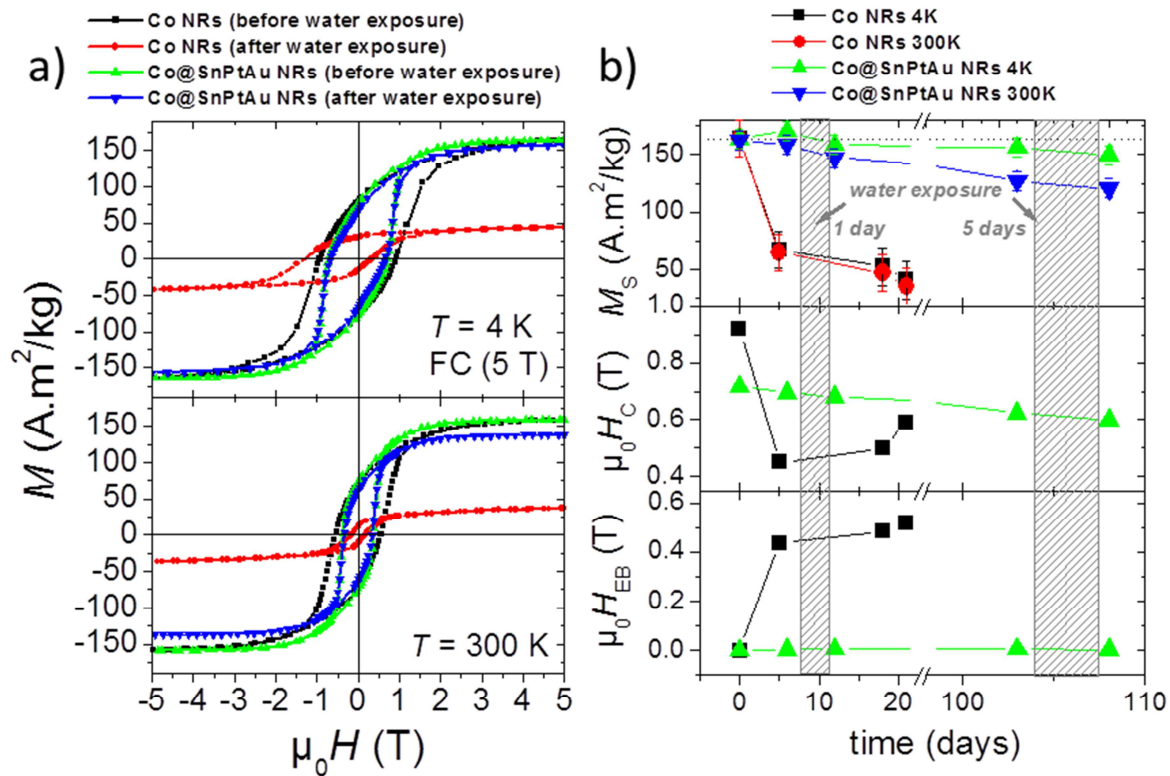 a)
Co NRs (before water exposure)
Co NRs (after water exposure)
Co@SnPtAu NRs (before water exposure)
Co@SnPtAu NRs (after water exposure)
150
100
50
0
-50
-100
-150
T = 4 K
FC (5 T)
150
100
50
0
-50
-100
-150
T = 300 K
M (A.m²/kg)
-5 -4 -3 -2 -1 0 1 2 3 4 5
μ₀H (T)
b)
Co NRs 4K
Co NRs 300K
Co@SnPtAu NRs 4K
Co@SnPtAu NRs 300K
150
100
50
M_S (A.m²/kg)
water exposure
1 day
5 days
1.0
0.8
0.6
0.4
μ₀H_C (T)
0.6
0.4
0.2
0.0
μ₀H_EB (T)
0 10 20 100 110
time (days)